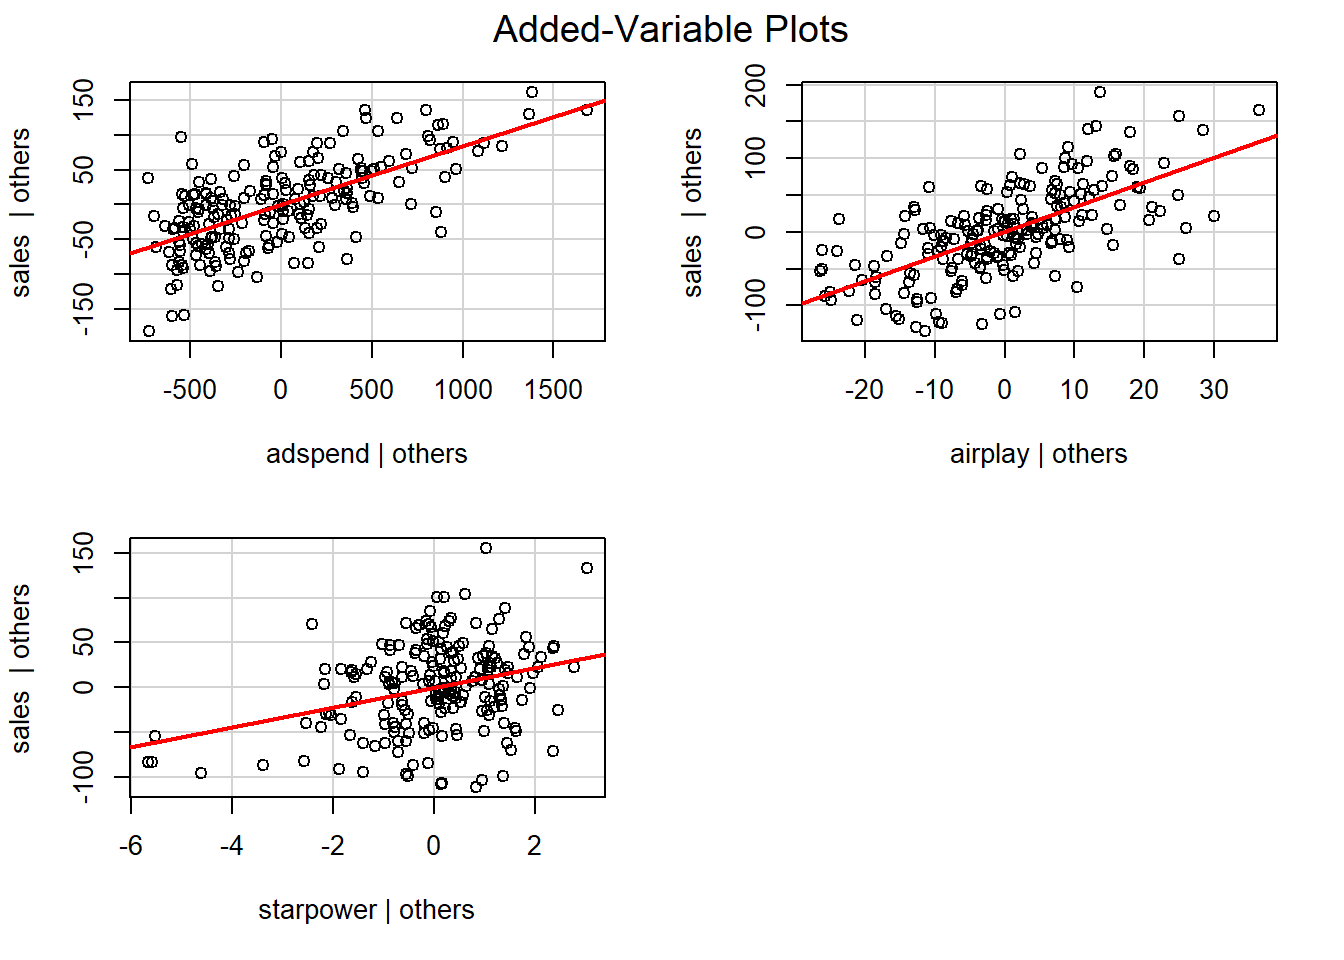 Added-Variable Plots
sales | others
150
50
-50
-150
-500 0 500 1000 1500
adspend | others
sales | others
200
100
0
-100
-20 -10 0 10 20 30
airplay | others
sales | others
150
50
0
-100
-6 -4 -2 0 2
starpower | others